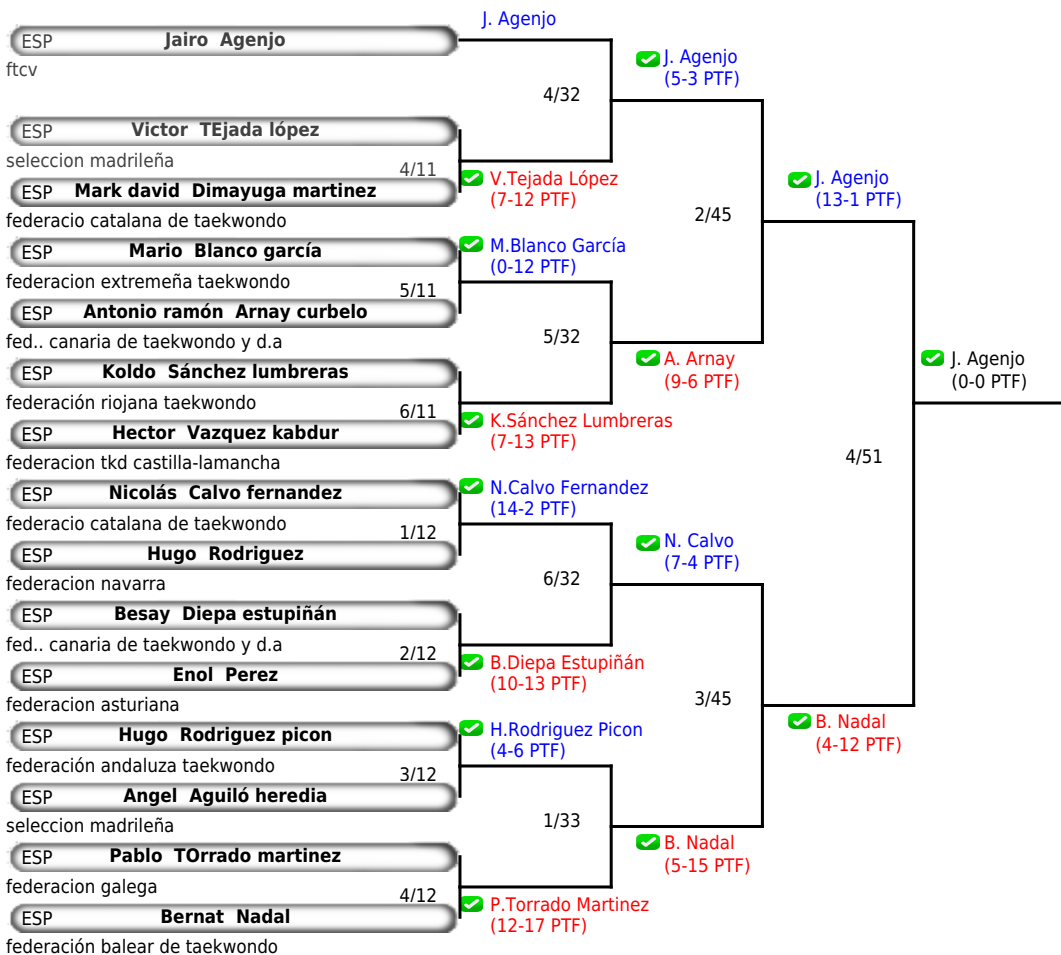 J. Agenjo
ESP Jairo Agenjo
ftcv
J. Agenjo
(5-3 PTF)
4/32
ESP Victor TEjada lópez
seleccion madrileña
4/11
V.Tejada López
(7-12 PTF)
ESP Mark david Dimayuga martinez
federacio catalana de taekwondo
J. Agenjo
(13-1 PTF)
2/45
ESP Mario Blanco garcía
federacion extremeña taekwondo
M.Blanco García
(0-12 PTF)
5/11
ESP Antonio ramón Arnay curbelo
fed.. canaria de taekwondo y d.a
5/32
A. Arnay
(9-6 PTF)
J. Agenjo
(0-0 PTF)
ESP Koldo Sánchez lumbreras
federación riojana taekwondo
6/11
K.Sánchez Lumbreras
(7-13 PTF)
ESP Hector Vazquez kabdur
federacion tkd castilla-lamancha
4/51
ESP Nicolás Calvo fernandez
federacio catalana de taekwondo
N.Calvo Fernandez
(14-2 PTF)
1/12
ESP Hugo Rodriguez
federacion navarra
N. Calvo
(7-4 PTF)
6/32
ESP Besay Diepa estupiñán
fed.. canaria de taekwondo y d.a
2/12
B.Diepa Estupiñán
(10-13 PTF)
ESP Enol Perez
federacion asturiana
3/45
B. Nadal
(4-12 PTF)
ESP Hugo Rodriguez picon
federación andaluza taekwondo
H.Rodriguez Picon
(4-6 PTF)
3/12
ESP Angel Aguiló heredia
seleccion madrileña
1/33
B. Nadal
(5-15 PTF)
ESP Pablo TOrrado martinez
federacion galega
4/12
P.Torrado Martinez
(12-17 PTF)
ESP Bernat Nadal
federación balear de taekwondo